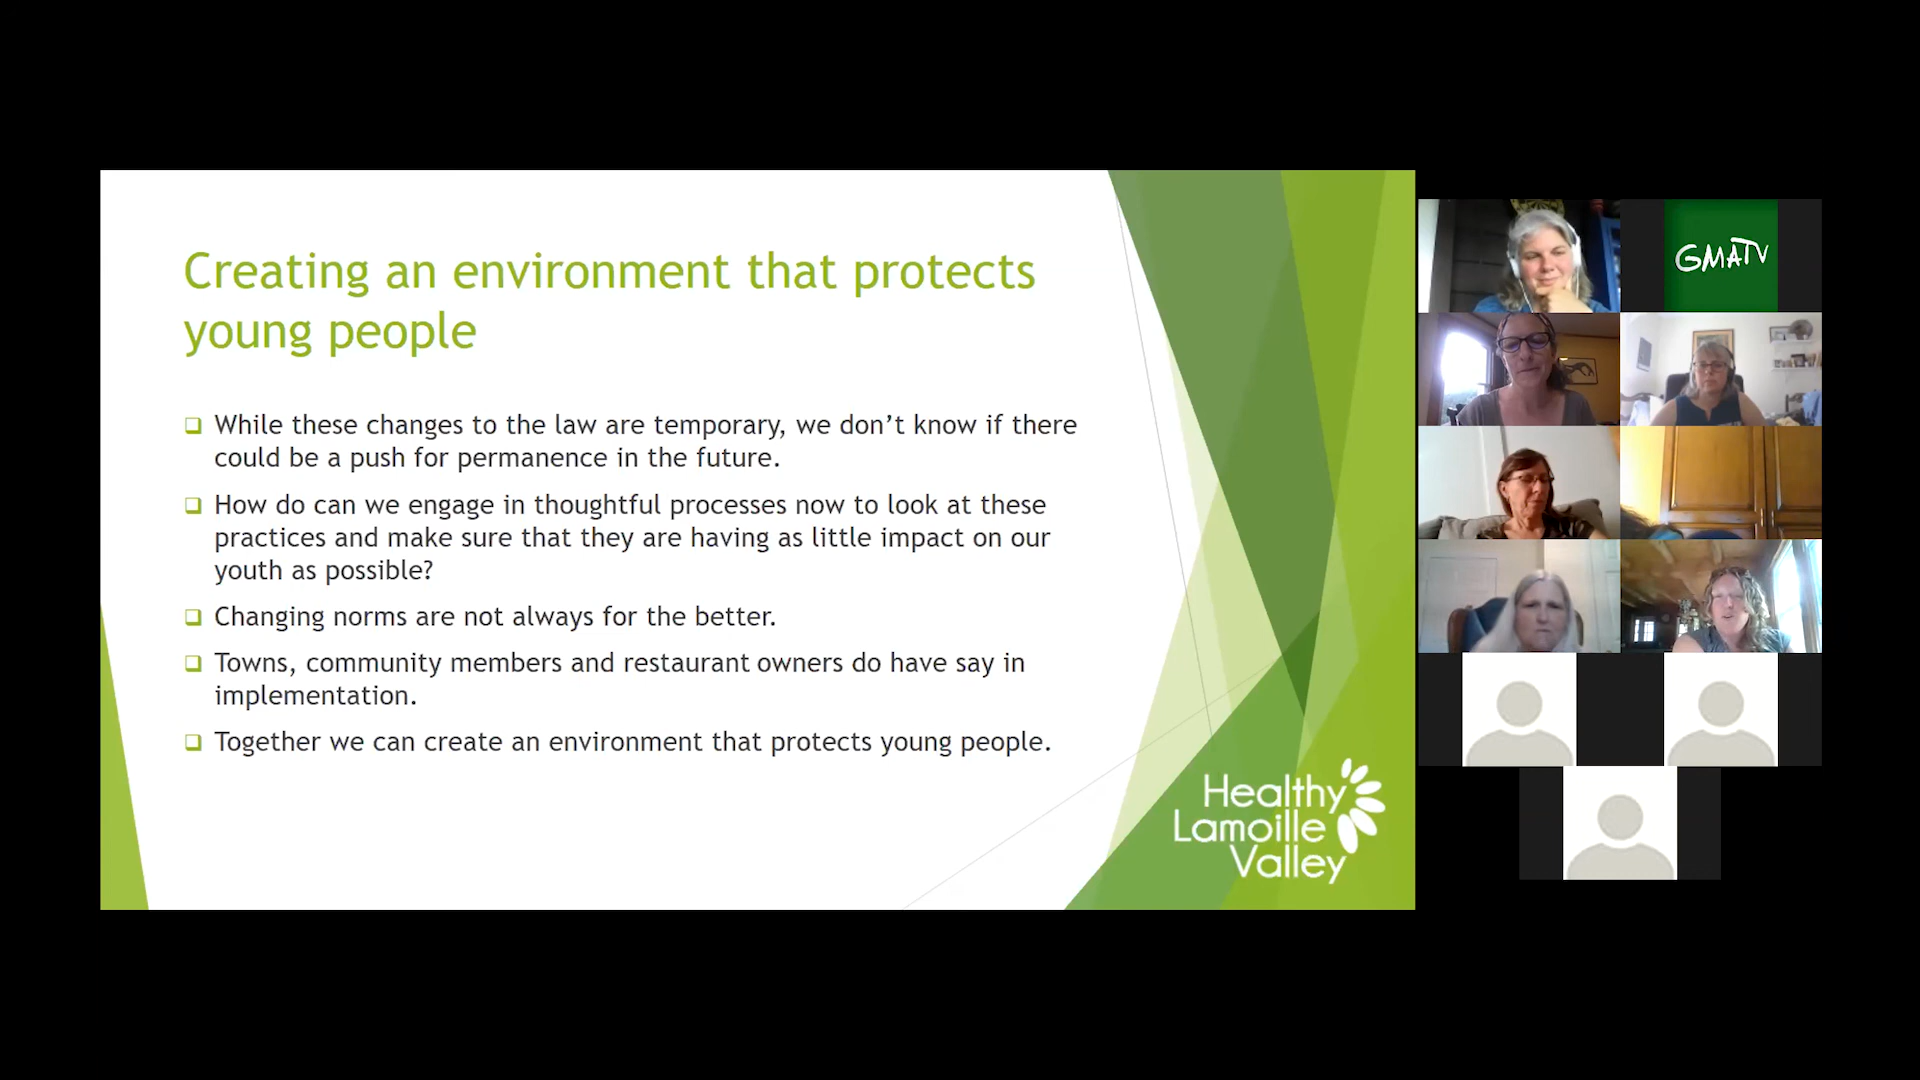 Creating an environment that protects
young people
While these changes to the law are temporary, we don’t know if there
could be a push for permanence in the future.
How do can we engage in thoughtful processes now to look at these
practices and make sure that they are having as little impact on our
youth as possible?
Changing norms are not always for the better.
Towns, community members and restaurant owners do have say in
implementation.
Together we can create an environment that protects young people.
Healthy
Lamoille
Valley
GMATV